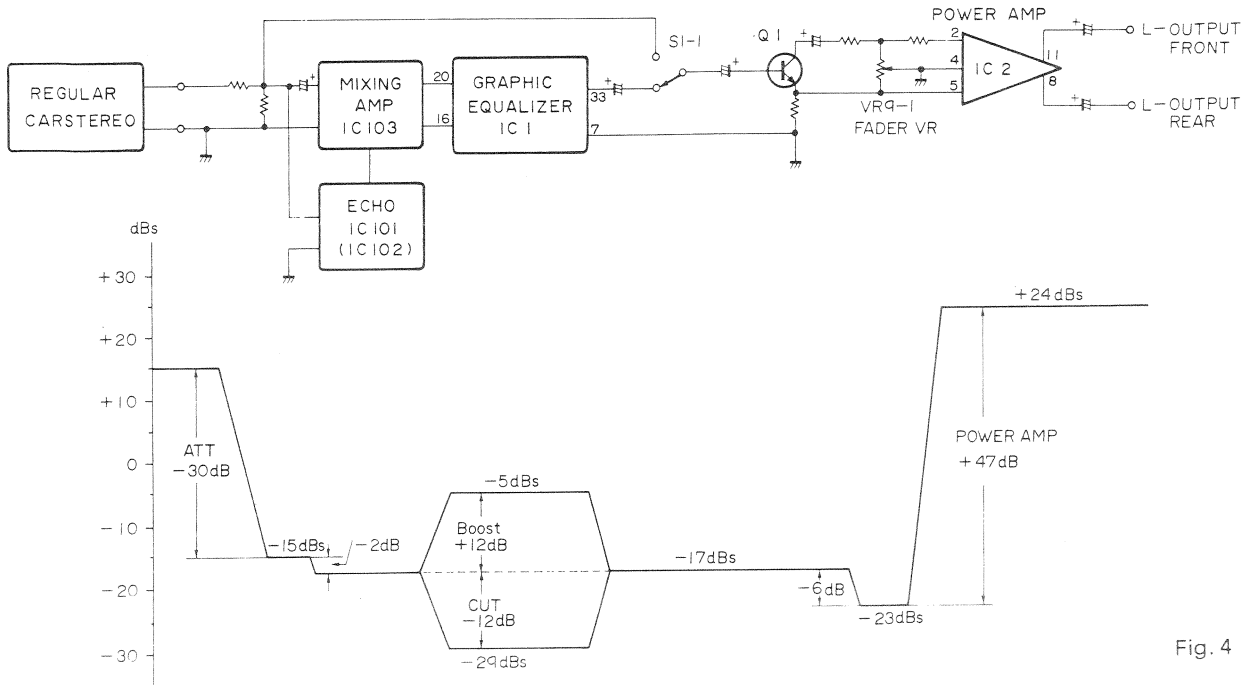 POWER AMP
REGULAR
CARSTEREO
+
MIXING
AMP
IC103
20
16
GRAPHIC
EQUALIZER
IC1
33
7
+
S1-1
+
Q1
+
VR9-1
FADER VR
2
4
5
IC2
11
8
+
L-OUTPUT
FRONT
+
L-OUTPUT
REAR
ECHO
IC101
(IC102)
dBs
+30
+20
+10
0
-10
-20
-30
ATT
-30dB
-15dBs
-2dB
-5dBs
Boost
+12dB
CUT
-12dB
-29dBs
-17dBs
-6dB
-23dBs
+24dBs
POWER AMP
+47dB
Fig. 4